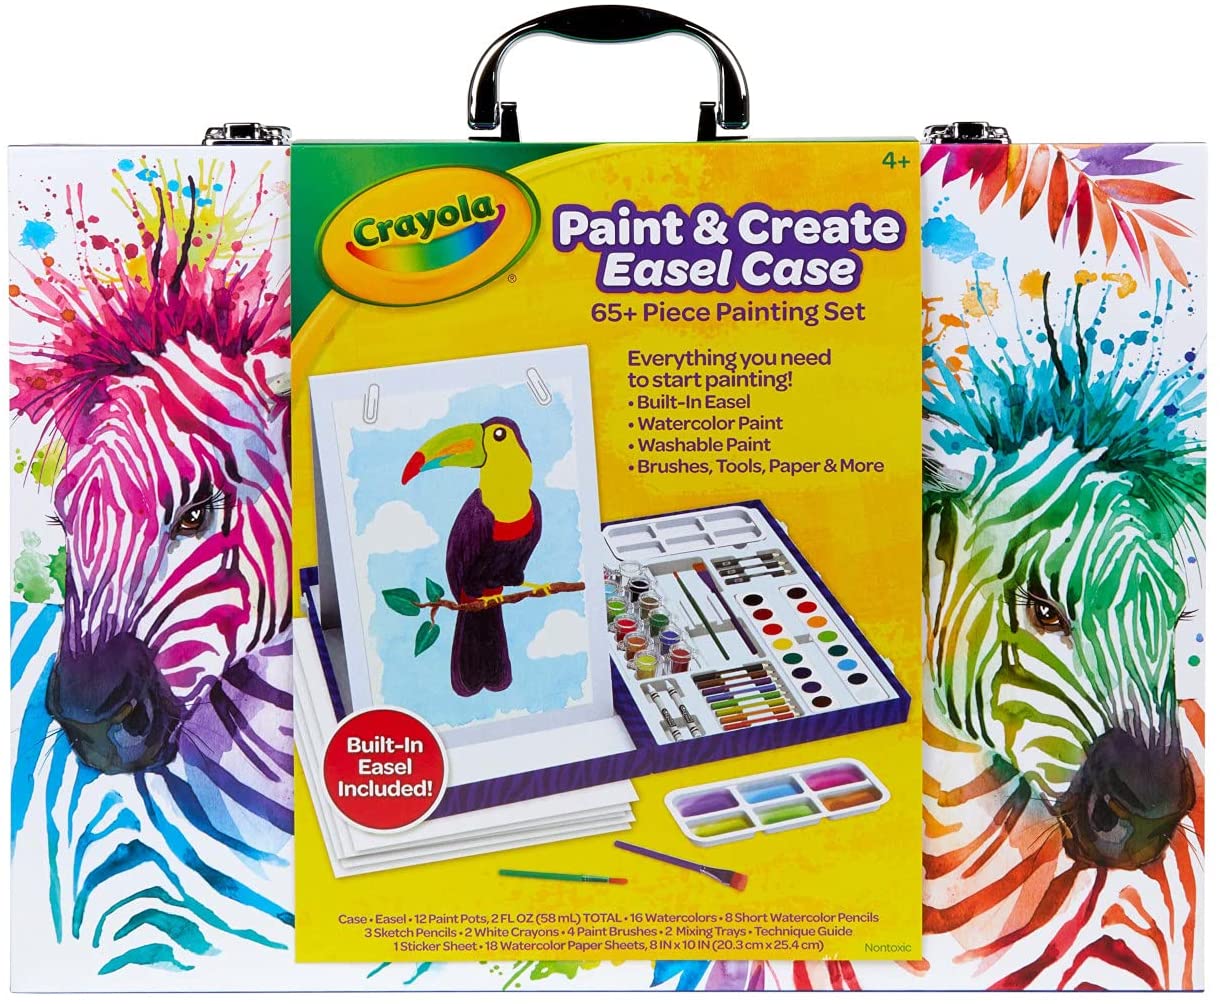 4+
Crayola
®
Paint & Create
Easel Case
65+ Piece Painting Set
Everything you need
to start painting!
• Built-In Easel
• Watercolor Paint
• Washable Paint
• Brushes, Tools, Paper & More
Built-In
Easel
Included!
Case • Easel • 12 Paint Pots, 2 FL OZ (58 mL) TOTAL • 16 Watercolors • 8 Short Watercolor Pencils
3 Sketch Pencils • 2 White Crayons • 4 Paint Brushes • 2 Mixing Trays • Technique Guide
1 Sticker Sheet • 18 Watercolor Paper Sheets, 8 IN x 10 IN (20.3 cm x 25.4 cm)
Nontoxic